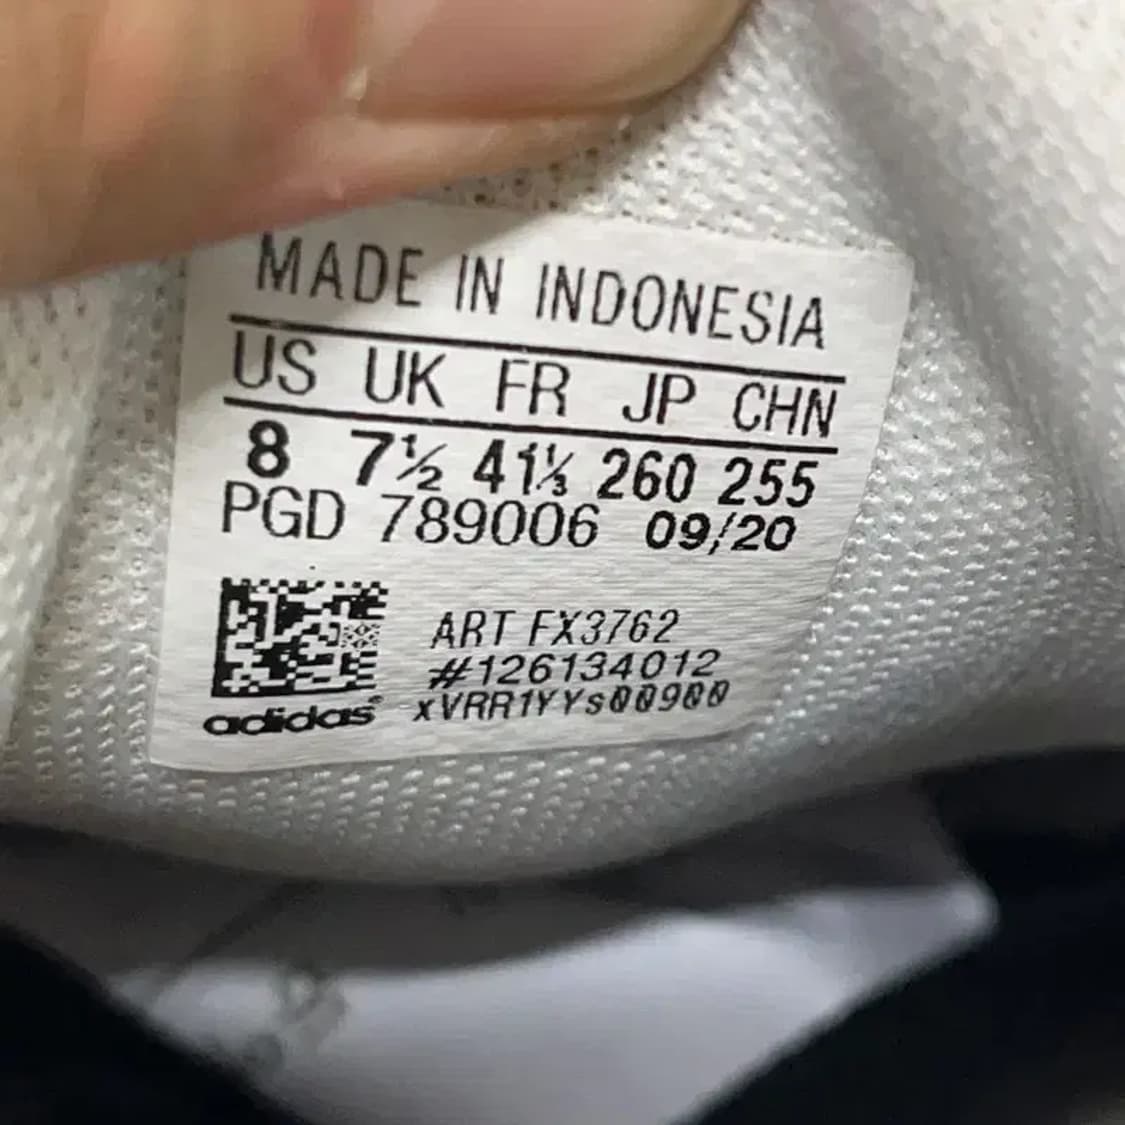 MADE IN INDONESIA
US UK FR JP CHN
8 7½ 41⅓ 260 255
PGD 789006 09/20
ART FX3762
#126134012
adidas® xVRR1YYs00900